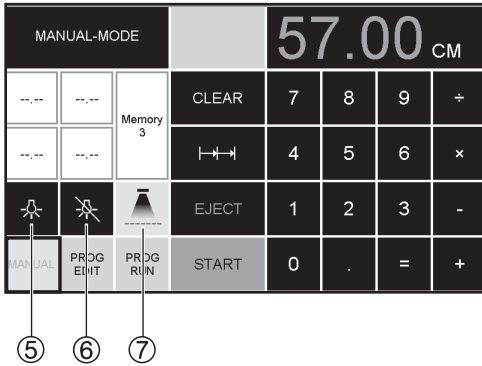 MANUAL-MODE 57.00 CM
--.-- --.-- CLEAR 7 8 9 ÷
Memory
3
--.-- --.-- 4 5 6 ×
EJECT 1 2 3 -
MANUAL PROG EDIT PROG RUN START 0 . = +
⑤ ⑥ ⑦